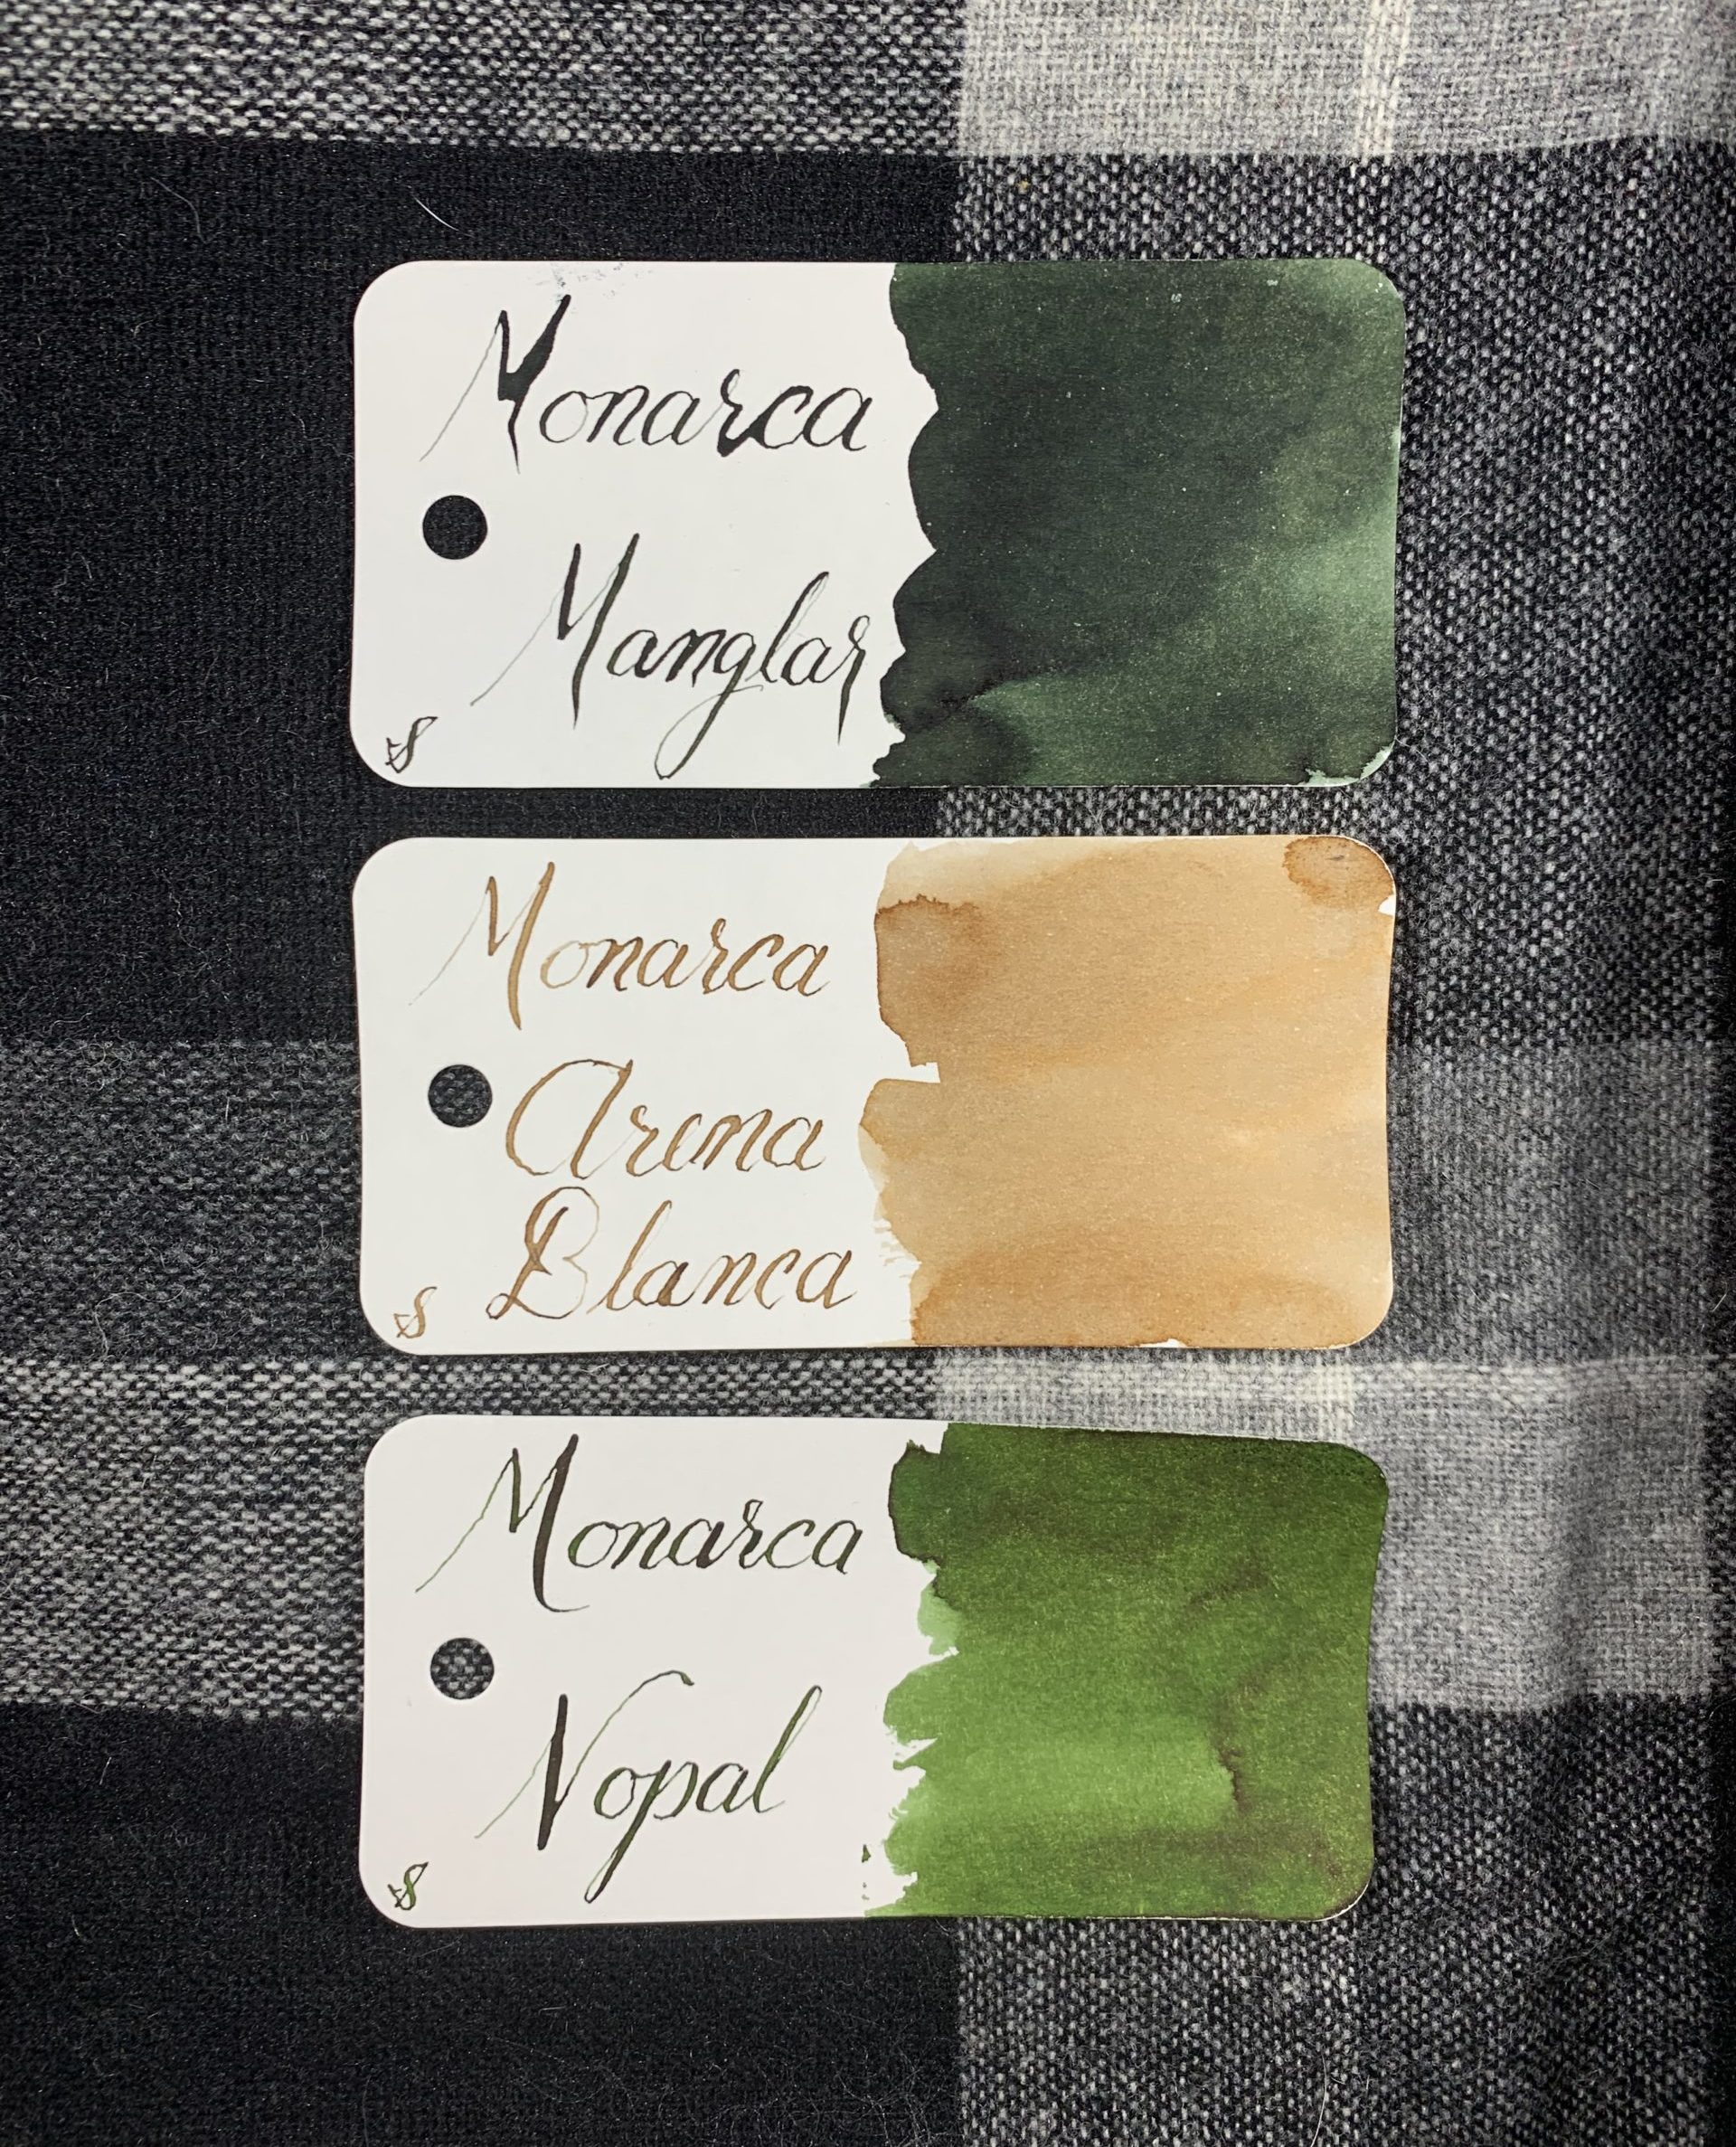 Monarca
Manglar
S
Monarca
Arena
Blanca
S
Monarca
Nopal
S